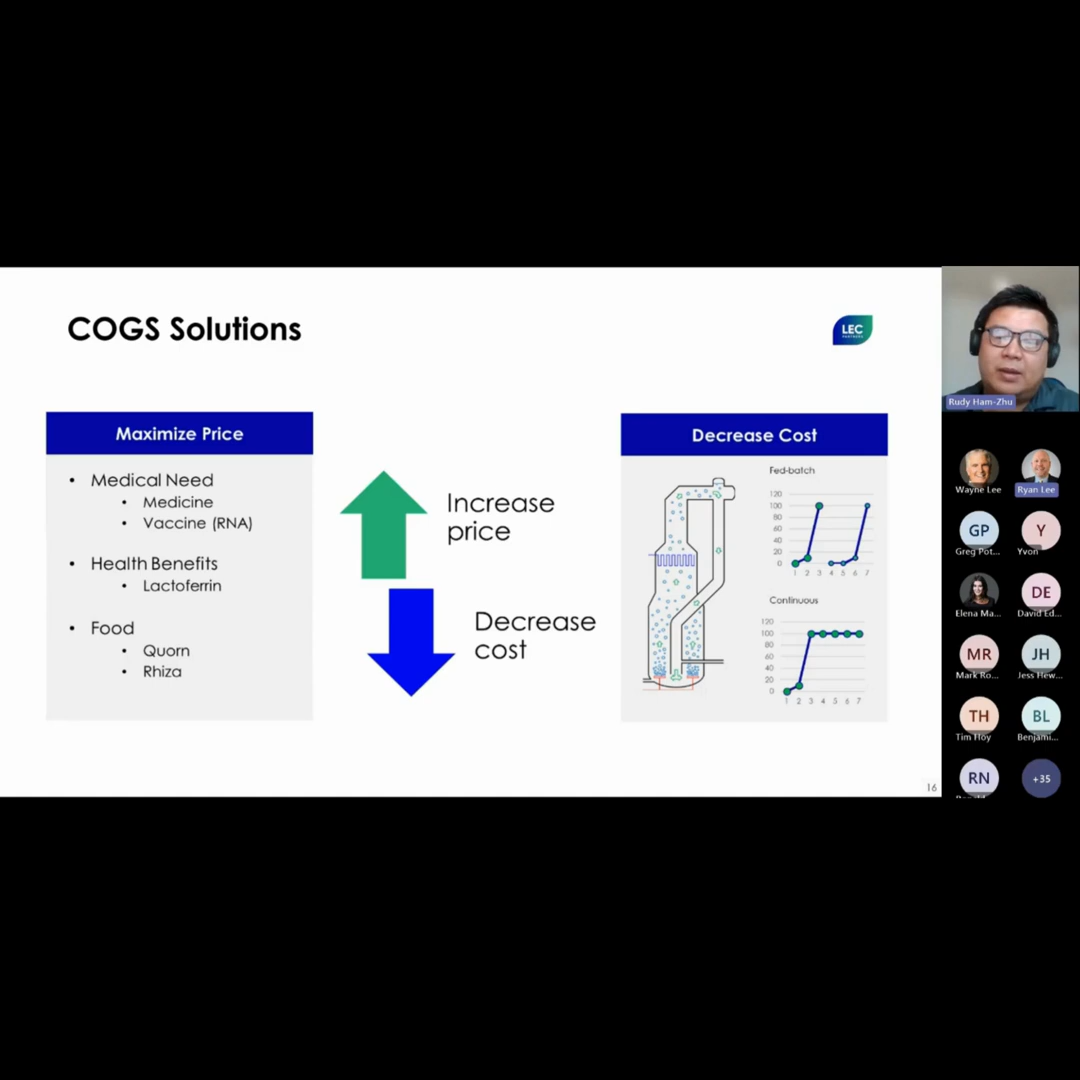 COGS Solutions
LEC
PARTNERS
Maximize Price
• Medical Need
• Medicine
• Vaccine (RNA)
• Health Benefits
• Lactoferrin
• Food
• Quorn
• Rhiza
Increase
price
Decrease
cost
Decrease Cost
Fed-batch
120
100
80
60
40
20
0
1 2 3 4 5 6 7
Continuous
120
100
80
60
40
20
0
1 2 3 4 5 6 7
16
Rudy Ham-Zhu
Wayne Lee
Ryan Lee
GP
Greg Pot...
Y
Yvon
Elena Ma...
DE
David Ed...
MR
Mark Ro...
JH
Jess Hew...
TH
Tim Hoy
BL
Benjami...
RN
+35